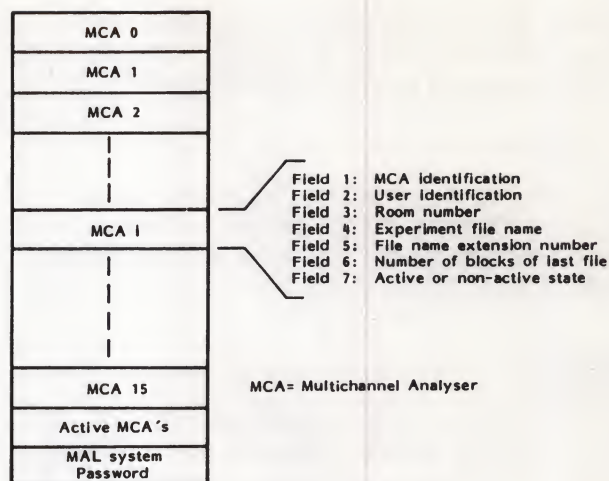 MCA 0
MCA 1
MCA 2
Field 1: MCA identification
Field 2: User identification
Field 3: Room number
Field 4: Experiment file name
Field 5: File name extension number
Field 6: Number of blocks of last file
Field 7: Active or non-active state
MCA i
MCA 15
MCA= Multichannel Analyser
Active MCA's
MAL system
Password